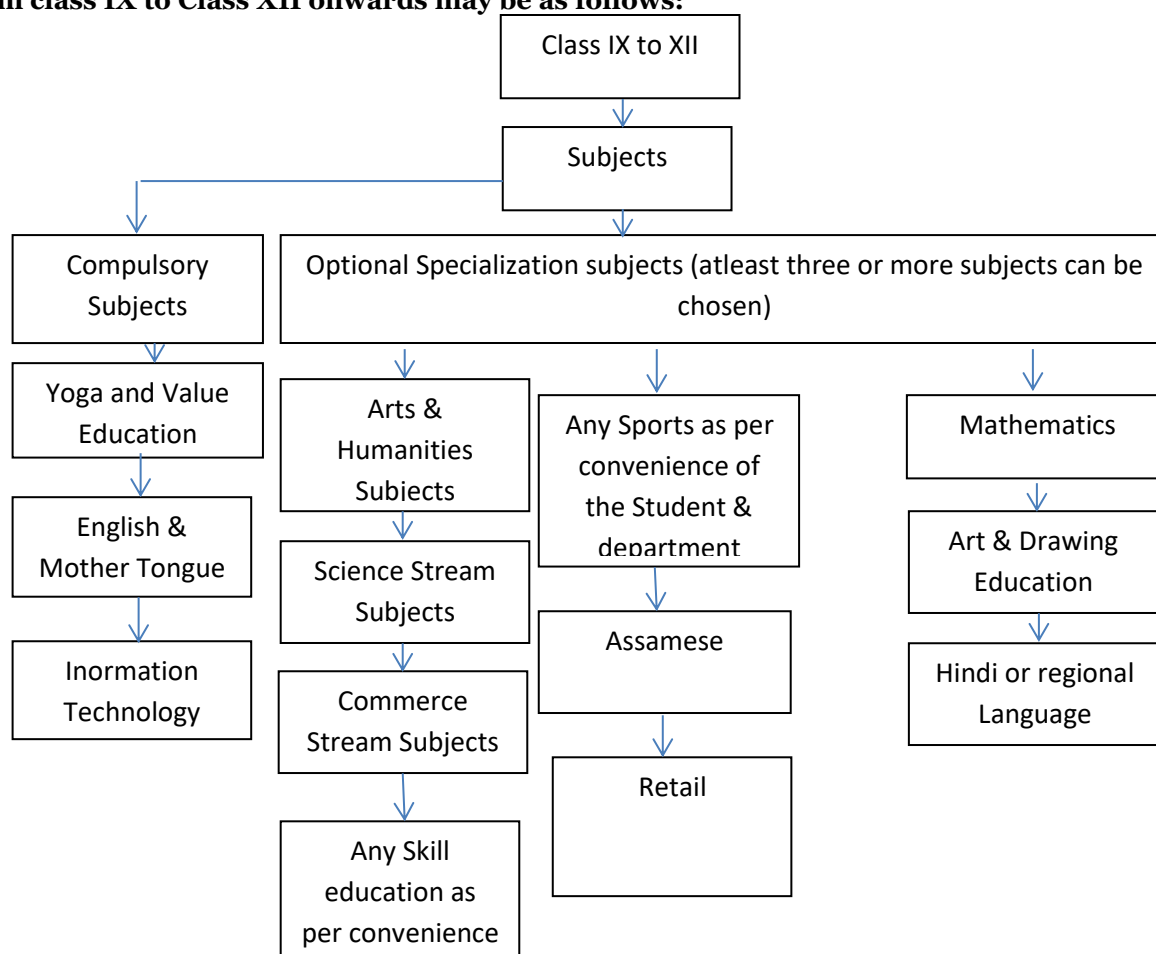 in class IX to Class XII onwards may be as follows:
Class IX to XII
Subjects
Compulsory
Subjects
Optional Specialization subjects (atleast three or more subjects can be
chosen)
Yoga and Value
Education
English &
Mother Tongue
Inormation
Technology
Arts &
Humanities
Subjects
Science Stream
Subjects
Commerce
Stream Subjects
Any Skill
education as
per convenience
Any Sports as per
convenience of
the Student &
department
Assamese
Retail
Mathematics
Art & Drawing
Education
Hindi or regional
Language